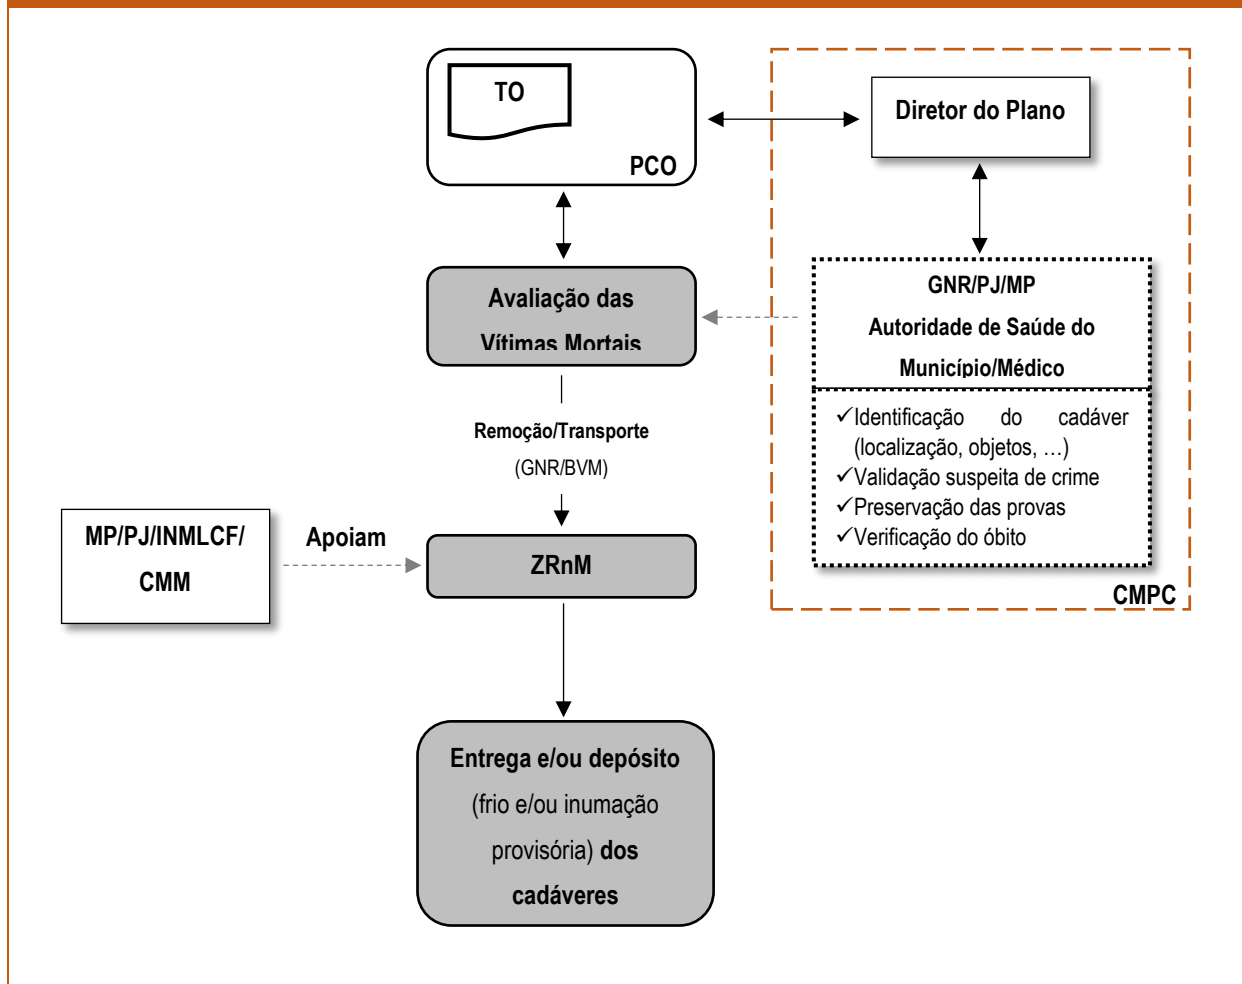 TO
PCO
Diretor do Plano
Avaliação das
Vítimas Mortais
GNR/PJ/MP
Autoridade de Saúde do
Município/Médico
✓Identificação do cadáver
(localização, objetos, …)
✓Validação suspeita de crime
✓Preservação das provas
✓Verificação do óbito
CMPC
Remoção/Transporte
(GNR/BVM)
MP/PJ/INMLCF/
CMM
Apoiam
ZRnM
Entrega e/ou depósito
(frio e/ou inumação
provisória) dos
cadáveres